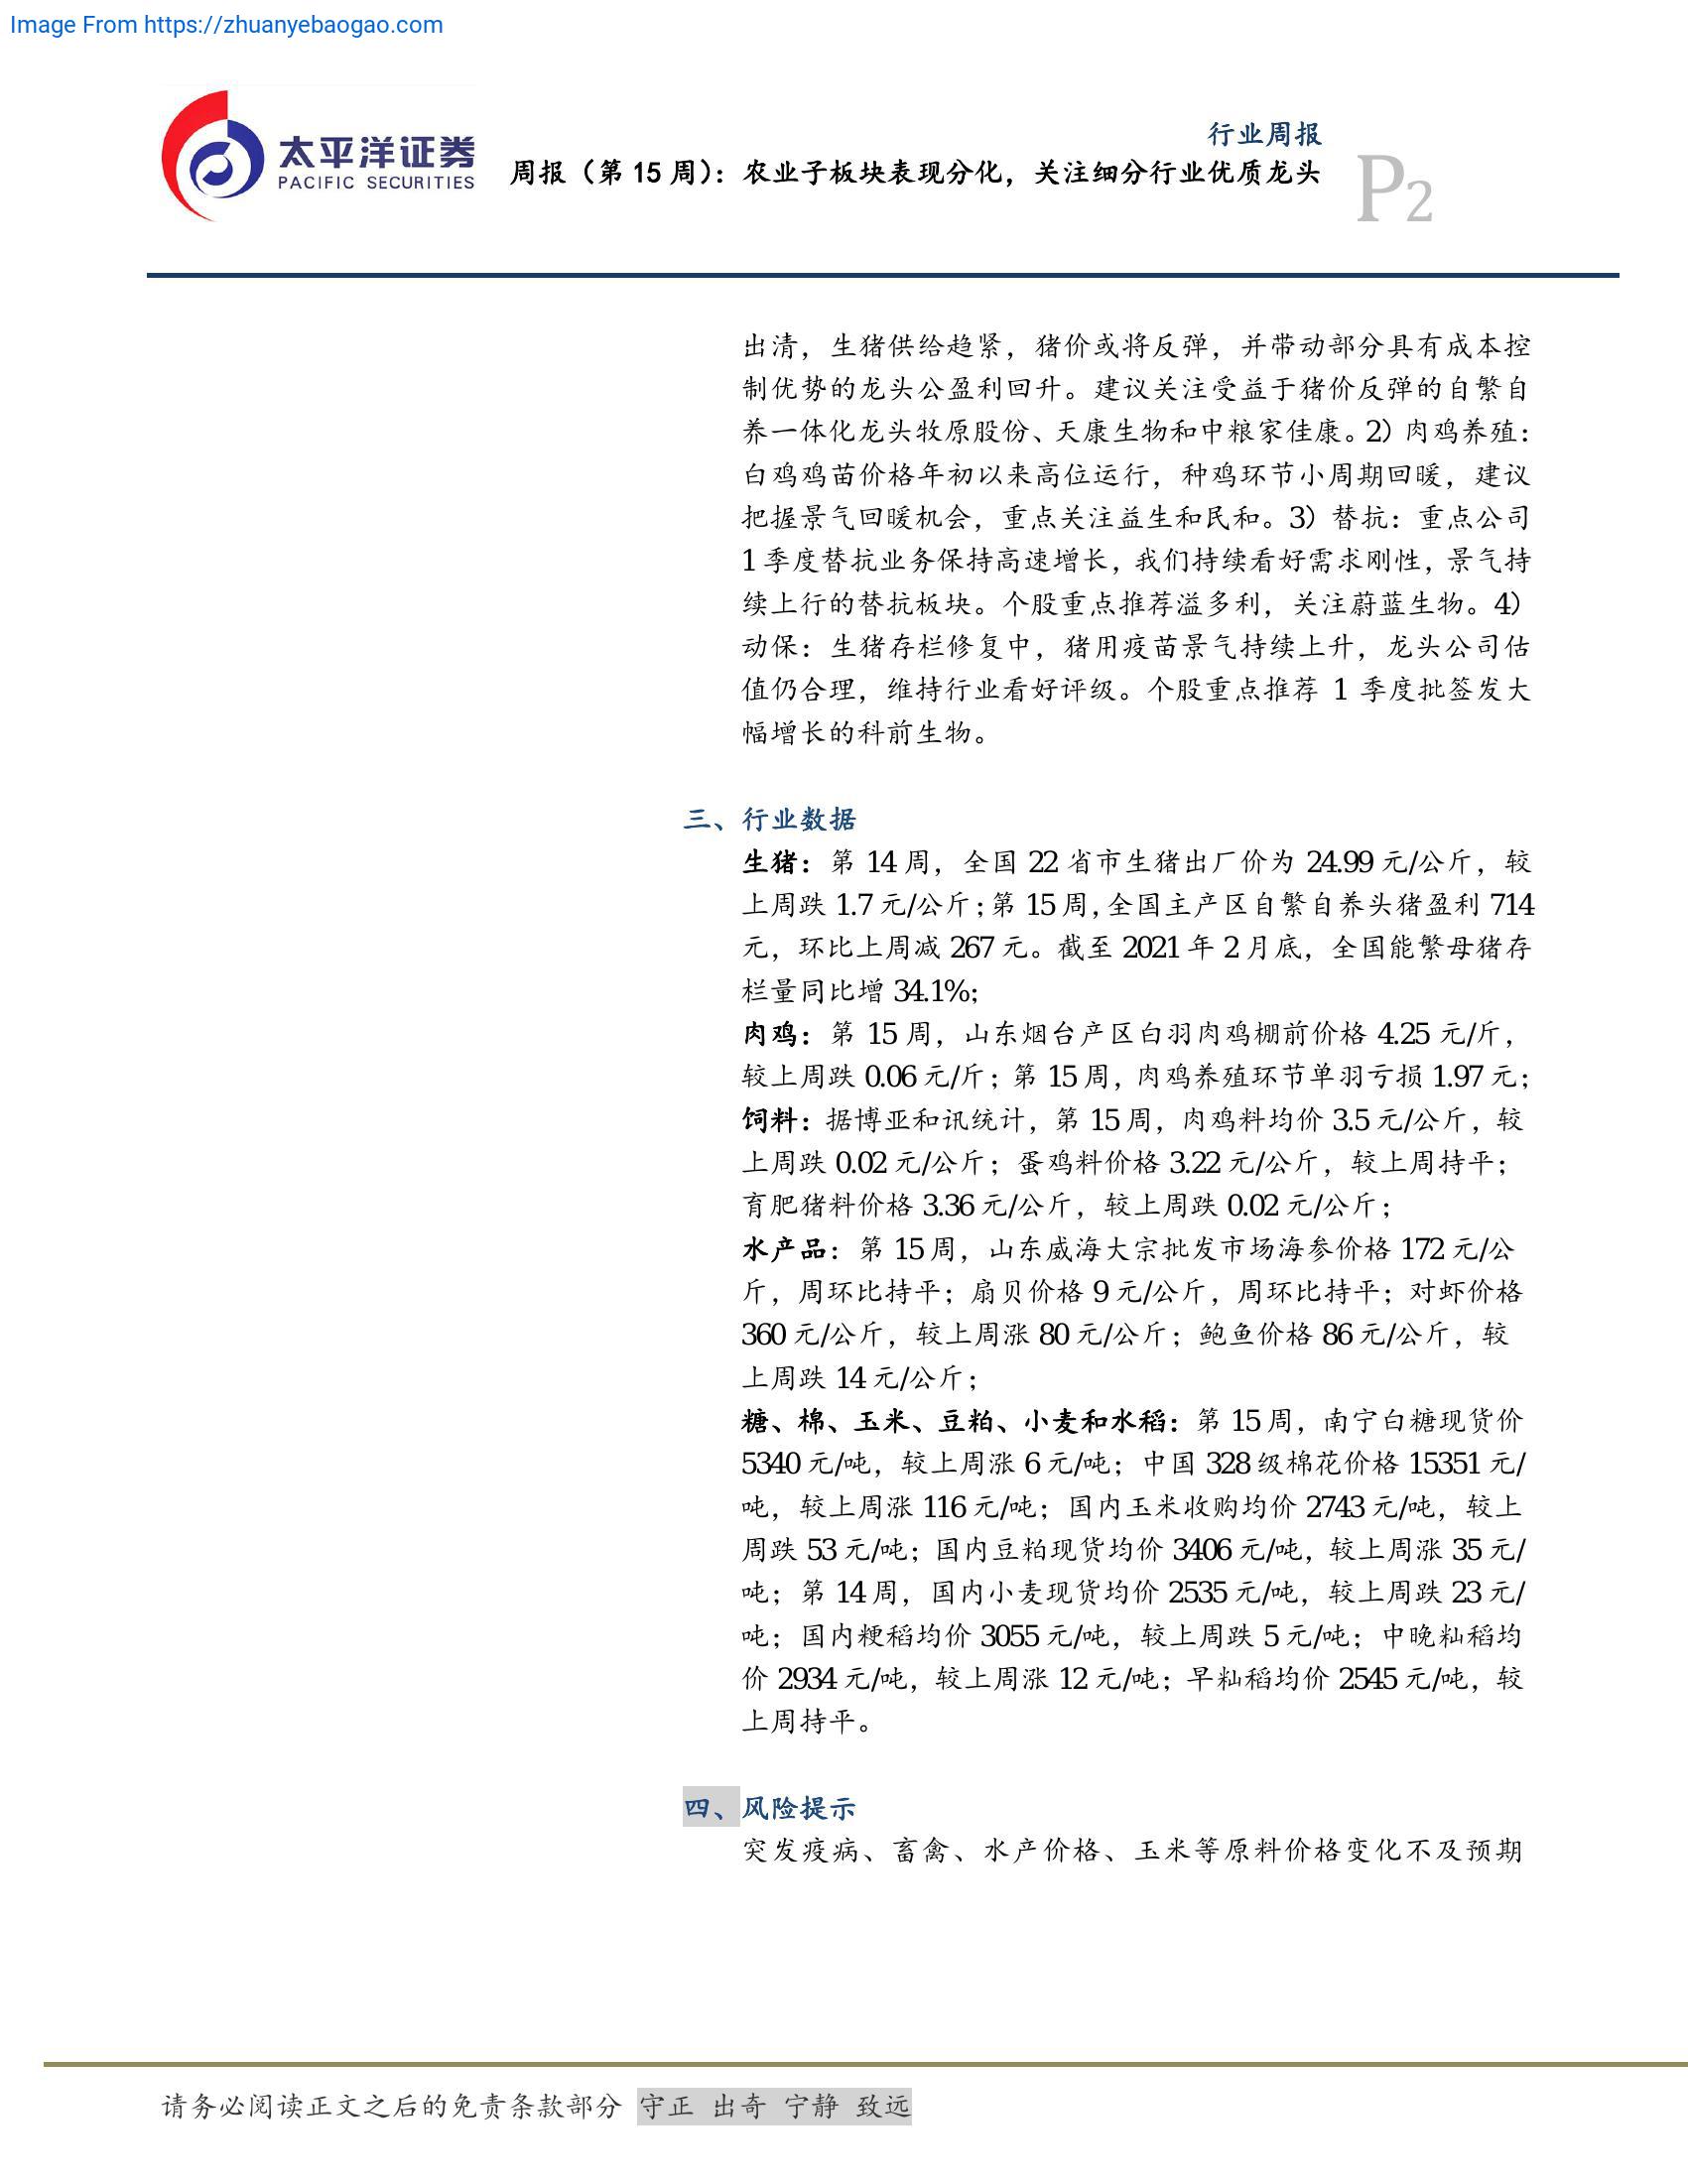 Image From https://zhuanyebaogao.com
太平洋证券
PACIFIC SECURITIES
行业周报
周报（第 15 周）：农业子板块表现分化，关注细分行业优质龙头
P2
出清，生猪供给趋紧，猪价或将反弹，并带动部分具有成本控
制优势的龙头公盈利回升。建议关注受益于猪价反弹的自繁自
养一体化龙头牧原股份、天康生物和中粮家佳康。2）肉鸡养殖：
白鸡鸡苗价格年初以来高位运行，种鸡环节小周期回暖，建议
把握景气回暖机会，重点关注益生和民和。3）替抗：重点公司
1 季度替抗业务保持高速增长，我们持续看好需求刚性，景气持
续上行的替抗板块。个股重点推荐溢多利，关注蔚蓝生物。4）
动保：生猪存栏修复中，猪用疫苗景气持续上升，龙头公司估
值仍合理，维持行业看好评级。个股重点推荐 1 季度批签发大
幅增长的科前生物。
三、行业数据
生猪：第 14 周，全国 22 省市生猪出厂价为 24.99 元/公斤，较
上周跌 1.7 元/公斤；第 15 周，全国主产区自繁自养头猪盈利 714
元，环比上周减 267 元。截至 2021 年 2 月底，全国能繁母猪存
栏量同比增 34.1%；
肉鸡：第 15 周，山东烟台产区白羽肉鸡棚前价格 4.25 元/斤，
较上周跌 0.06 元/斤；第 15 周，肉鸡养殖环节单羽亏损 1.97 元；
饲料：据博亚和讯统计，第 15 周，肉鸡料均价 3.5 元/公斤，较
上周跌 0.02 元/公斤；蛋鸡料价格 3.22 元/公斤，较上周持平；
育肥猪料价格 3.36 元/公斤，较上周跌 0.02 元/公斤；
水产品：第 15 周，山东威海大宗批发市场海参价格 172 元/公
斤，周环比持平；扇贝价格 9 元/公斤，周环比持平；对虾价格
360 元/公斤，较上周涨 80 元/公斤；鲍鱼价格 86 元/公斤，较
上周跌 14 元/公斤；
糖、棉、玉米、豆粕、小麦和水稻：第 15 周，南宁白糖现货价
5340 元/吨，较上周涨 6 元/吨；中国 328 级棉花价格 15351 元/
吨，较上周涨 116 元/吨；国内玉米收购均价 2743 元/吨，较上
周跌 53 元/吨；国内豆粕现货均价 3406 元/吨，较上周涨 35 元/
吨；第 14 周，国内小麦现货均价 2535 元/吨，较上周跌 23 元/
吨；国内粳稻均价 3055 元/吨，较上周跌 5 元/吨；中晚籼稻均
价 2934 元/吨，较上周涨 12 元/吨；早籼稻均价 2545 元/吨，较
上周持平。
四、风险提示
突发疫病、畜禽、水产价格、玉米等原料价格变化不及预期
请务必阅读正文之后的免责条款部分 守正 出奇 宁静 致远